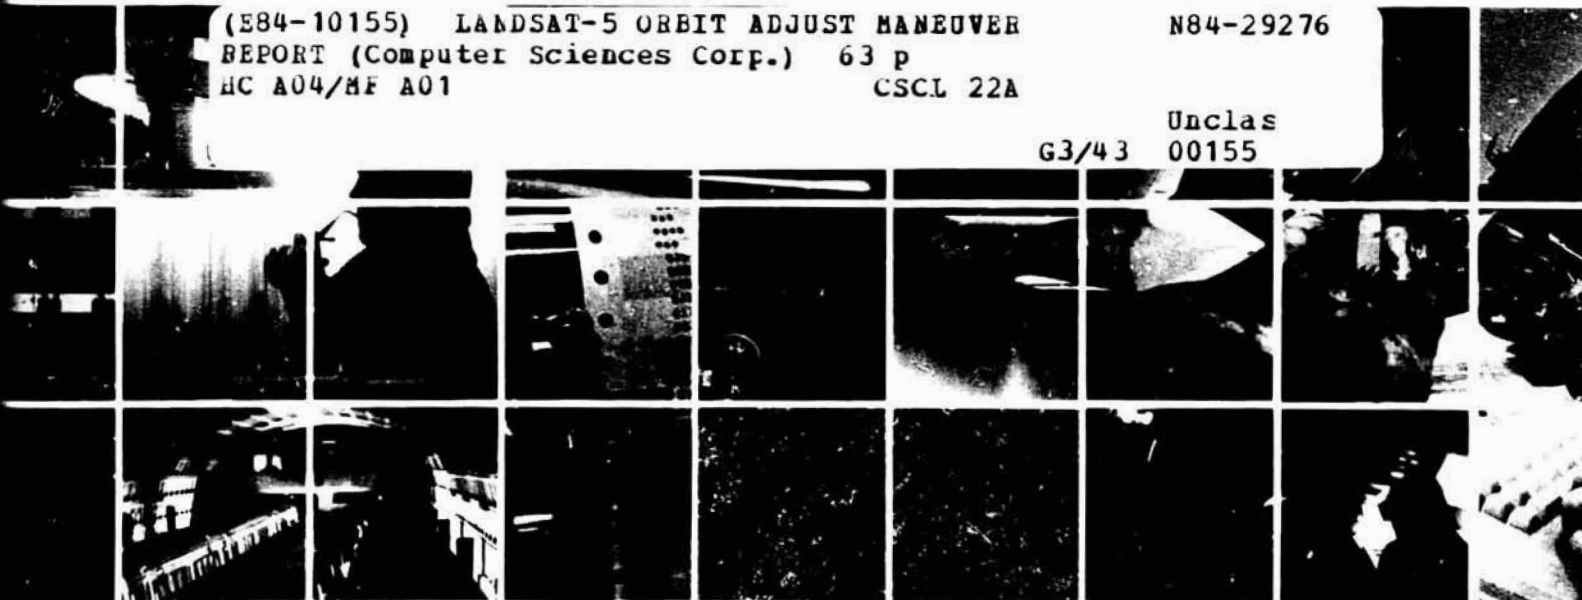 (E84-10155) LANDSAT-5 ORBIT ADJUST MANEUVER N84-29276
REPORT (Computer Sciences Corp.) 63 p
HC A04/MF A01 CSCL 22A
Unclas
G3/43 00155